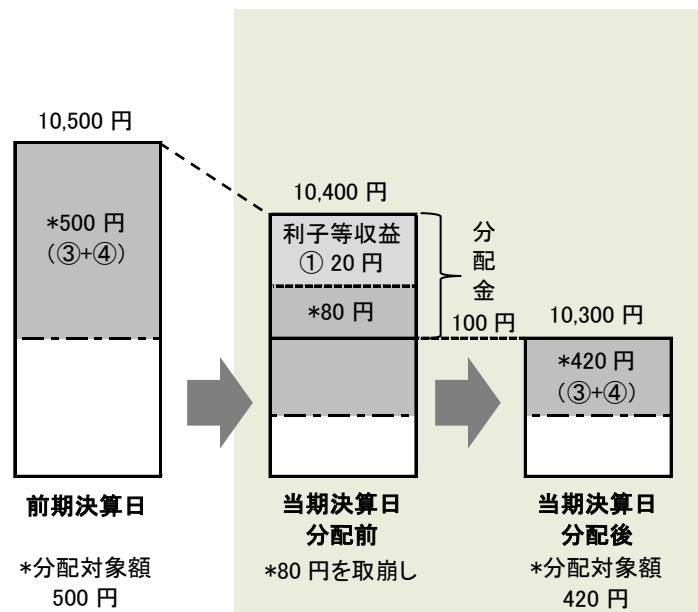 10,500 円
*500 円
(③+④)
前期決算日
*分配対象額
500 円
10,400 円
利子等収益
① 20 円
*80 円
分配金
100 円
当期決算日
分配前
*80 円を取崩し
10,300 円
*420 円
(③+④)
当期決算日
分配後
*分配対象額
420 円